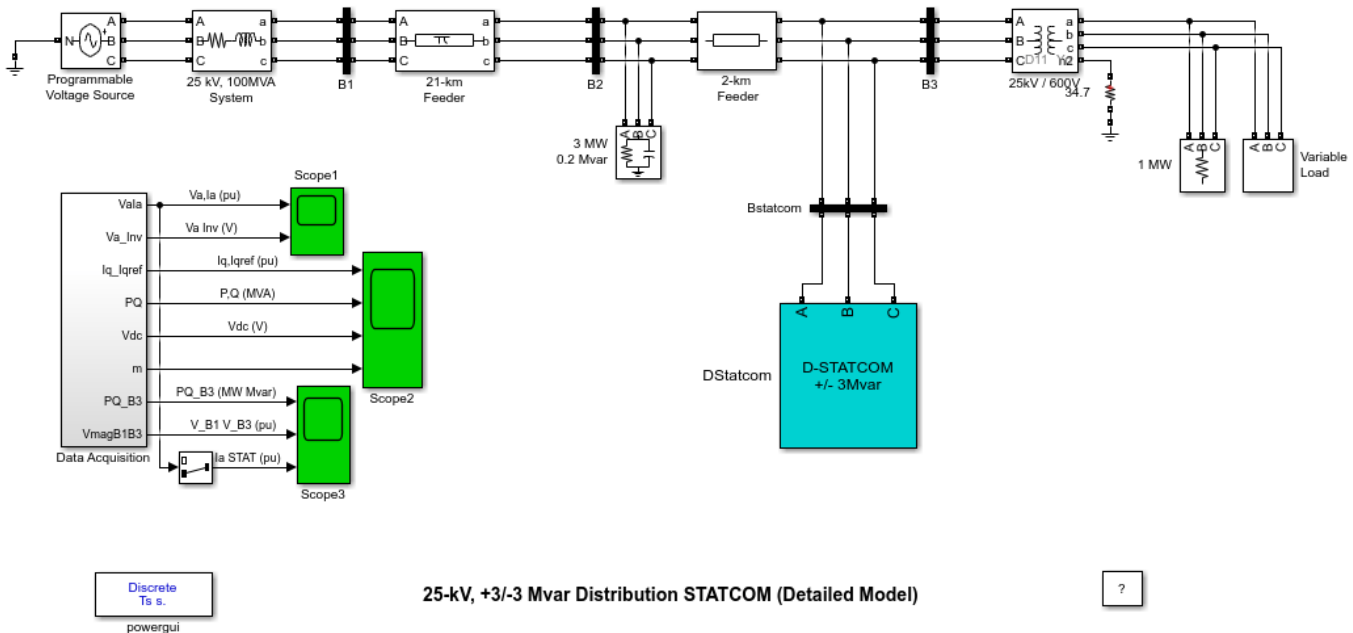 N
A
B
C
Programmable
Voltage Source
A
B
C
a
b
c
25 kV, 100MVA
System
B1
A
B
C
a
b
c
21-km
Feeder
B2
2-km
Feeder
B3
A
B
C
a
b
c
n2
D11
25kV / 600V
34.7
A
B
C
3 MW
0.2 Mvar
A
B
C
1 MW
A
B
C
Variable
Load
Bstatcom
A
B
C
D-STATCOM
+/- 3Mvar
DStatcom
VaIa
Va_Inv
Iq_Iqref
PQ
Vdc
m
PQ_B3
VmagB1B3
Data Acquisition
Va,Ia (pu)
Va Inv (V)
Iq,Iqref (pu)
P,Q (MVA)
Vdc (V)
PQ_B3 (MW Mvar)
V_B1 V_B3 (pu)
Ia STAT (pu)
Scope1
Scope2
Scope3
Discrete
Ts s.
powergui
25-kV, +3/-3 Mvar Distribution STATCOM (Detailed Model)
?